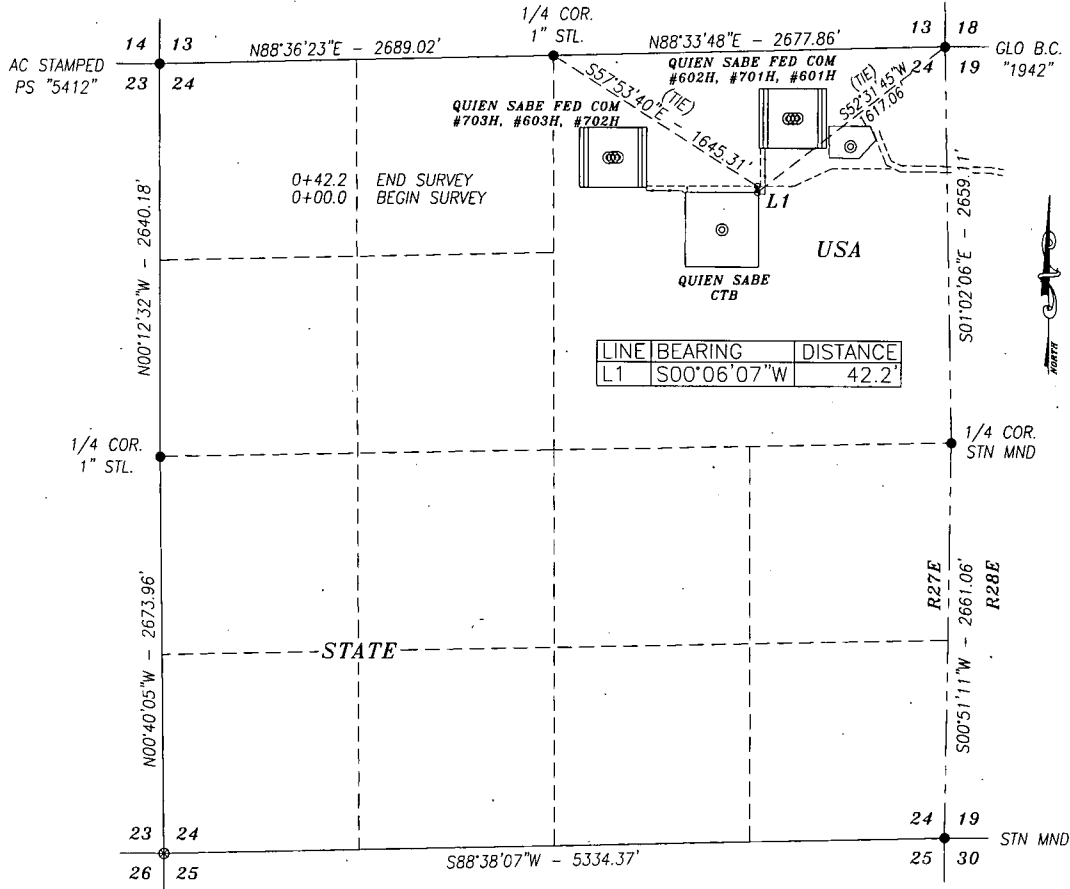 1/4 COR.
1" STL.
14 13
N88°36'23"E - 2689.02'
N88°33'48"E - 2677.86'
13 18
GLO B.C.
"1942"
AC STAMPED
PS "5412"
23 24
24 19
QUIEN SABE FED COM
#602H, #701H, #601H
(TIE)
S52°31'45"W
1617.06'
S57°53'40"E - 1645.31'
(TIE)
QUIEN SABE FED COM
#703H, #603H, #702H
0+42.2 END SURVEY
0+00.0 BEGIN SURVEY
L1
N00°12'32"W - 2640.18'
S01°02'06"E - 2659.11'
USA
QUIEN SABE
CTB
NORTH
LINE BEARING DISTANCE
L1 S00°06'07"W 42.2'
1/4 COR.
1" STL.
1/4 COR.
STN MND
N00°40'05"W - 2673.96'
STATE
R27E
R28E
S00°51'11"W - 2661.06'
23 24
24 19
STN MND
S88°38'07"W - 5334.37'
26 25
25 30